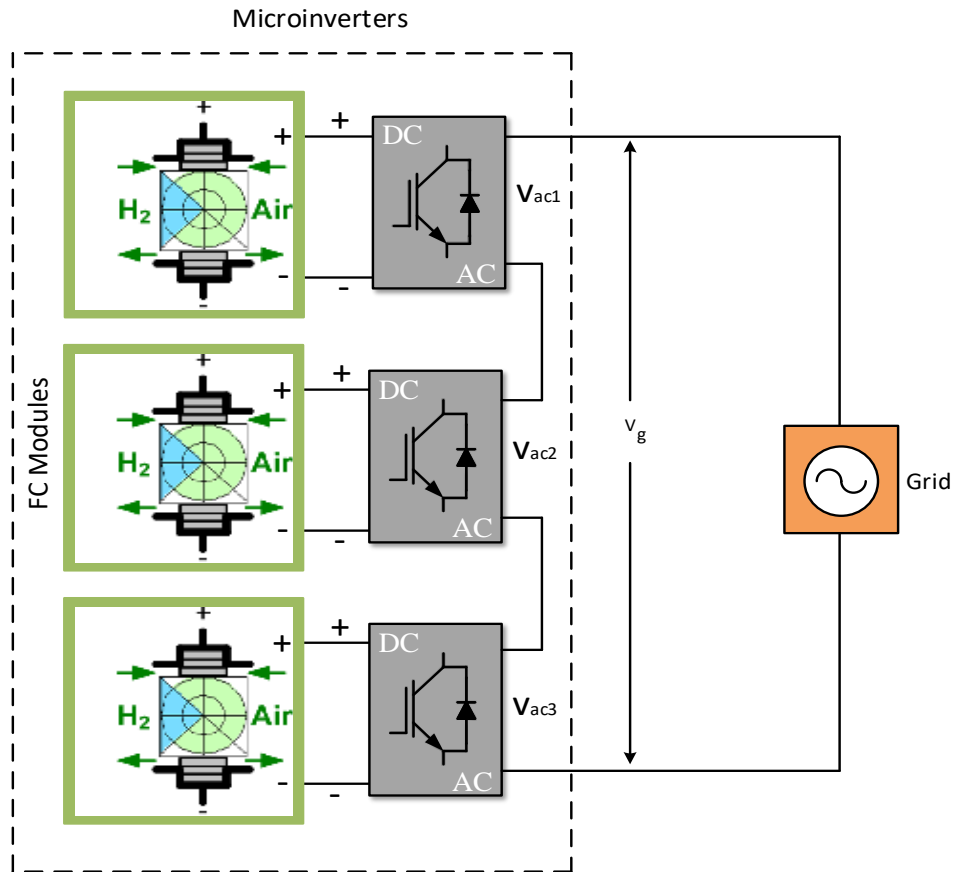 Microinverters
FC Modules
+
+
+
H₂
Air
-
-
-
DC
AC
Vac1
+
+
+
H₂
Air
-
-
-
DC
AC
Vac2
Vg
Grid
+
+
+
H₂
Air
-
-
-
DC
AC
Vac3